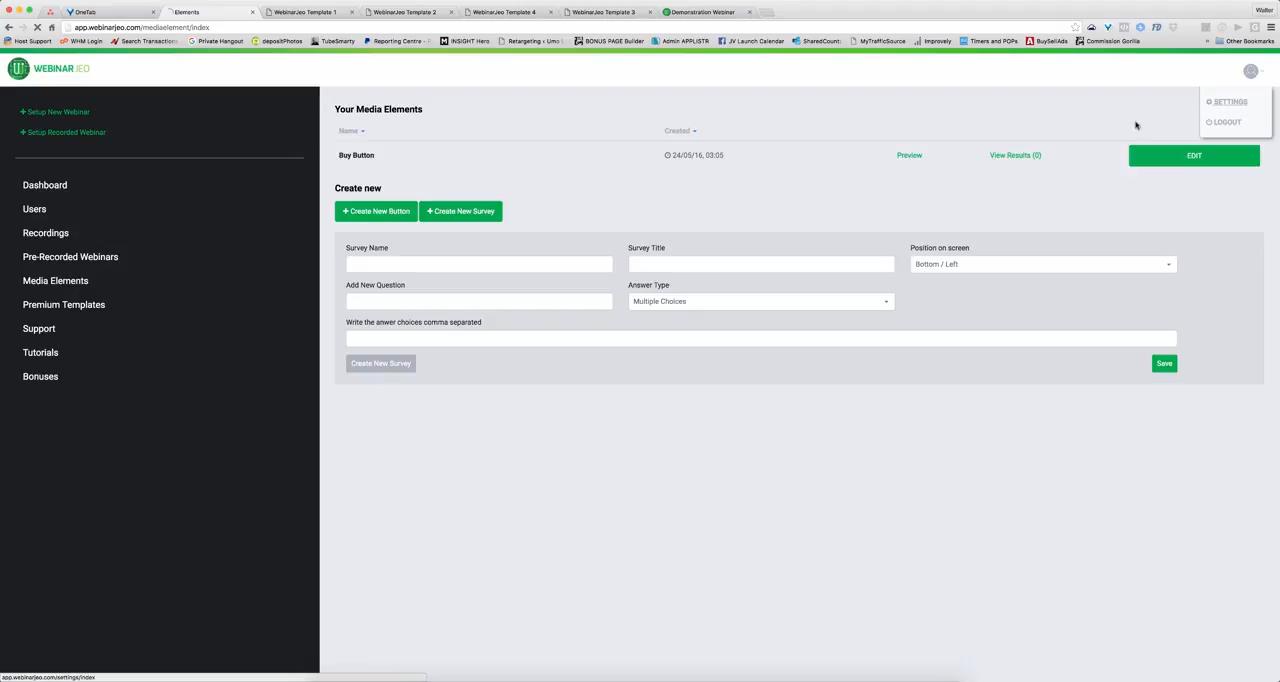 OneTab
Elements
WebinarJeo Template 1
WebinarJeo Template 2
WebinarJeo Template 4
WebinarJeo Template 3
Demonstration Webinar
Walter
app.webinarjeo.com/mediaelement/index
Host Support
WHM Login
Search Transactions
Private Hangout
depositPhotos
TubeSmarty
Reporting Centre - P
INSIGHT Hero
Retargeting « Umo
BONUS PAGE Builder
Admin APPLISTR
JV Launch Calendar
SharedCount:
MyTrafficSource
Improvely
Timers and POPs
BuySellAds
Commission Gorilla
» Other Bookmarks
WEBINAR JEO
SETTINGS
LOGOUT
+ Setup New Webinar
+ Setup Recorded Webinar
Dashboard
Users
Recordings
Pre-Recorded Webinars
Media Elements
Premium Templates
Support
Tutorials
Bonuses
Your Media Elements
Name Created
Buy Button 24/05/16, 03:05 Preview View Results (0) EDIT
Create new
+ Create New Button + Create New Survey
Survey Name Survey Title Position on screen
Bottom / Left
Add New Question Answer Type
Multiple Choices
Write the anwer choices comma separated
Create New Survey Save
app.webinarjeo.com/settings/index